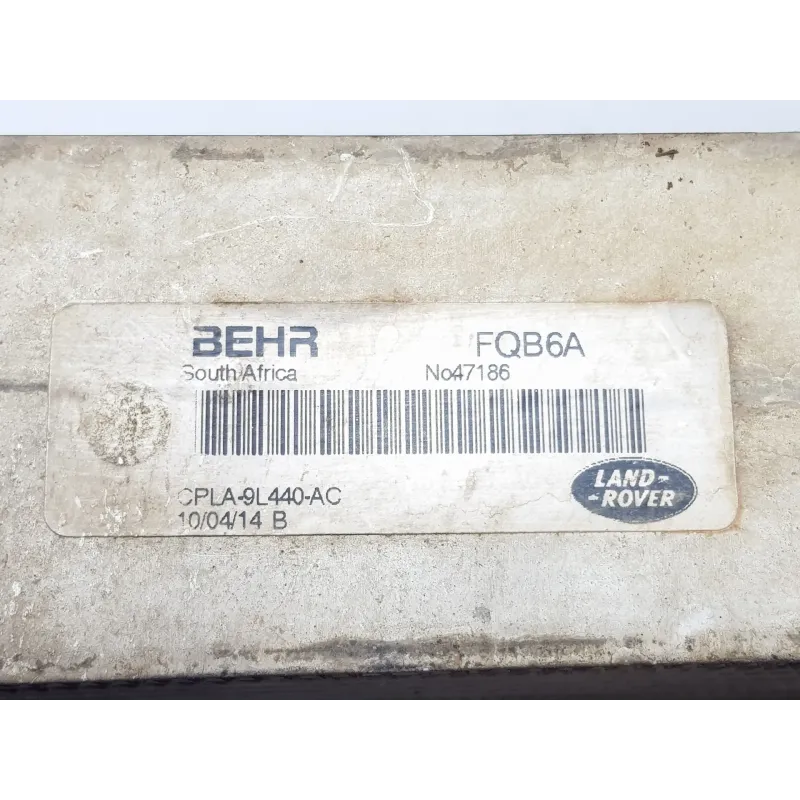 BEHR FQB6A
South Africa No47186
CPLA-9L440-AC
10/04/14 B
LAND-
-ROVER